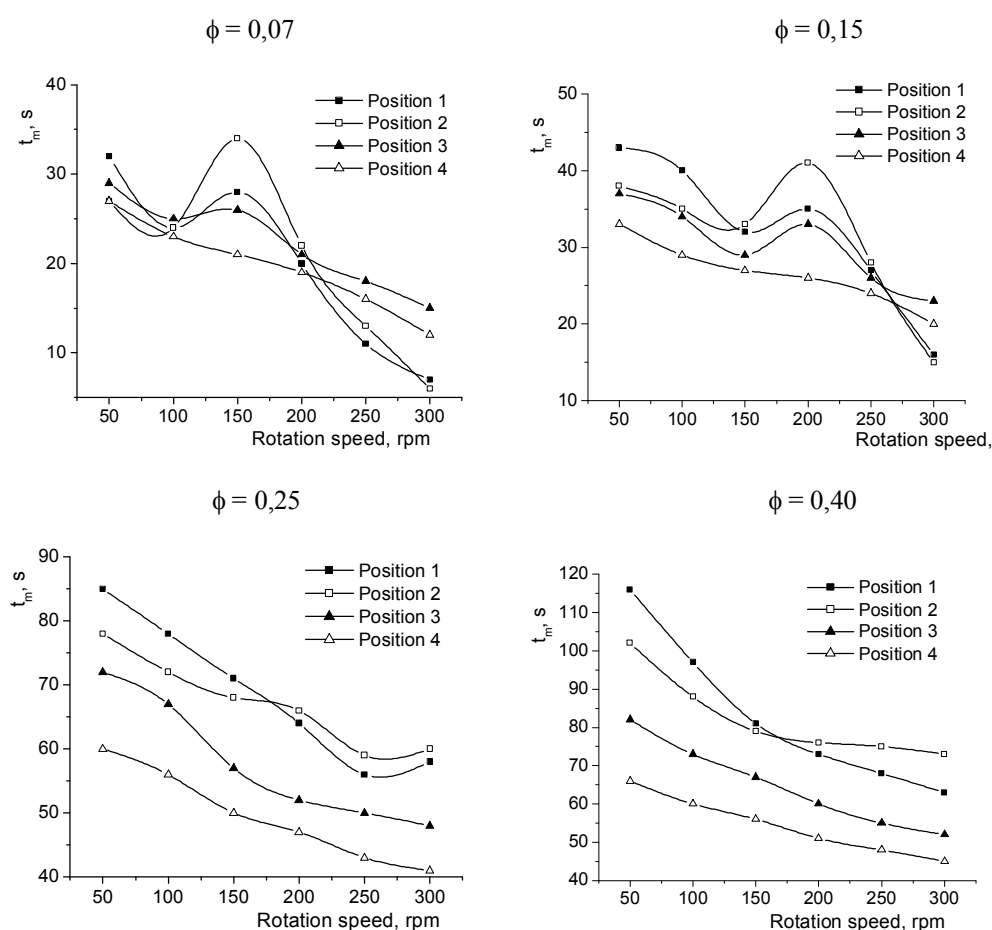 ϕ = 0,07
t_m, s
40
30
20
10
50 100 150 200 250 300
Rotation speed, rpm
Position 1
Position 2
Position 3
Position 4
ϕ = 0,15
t_m, s
50
40
30
20
10
50 100 150 200 250 300
Rotation speed,
Position 1
Position 2
Position 3
Position 4
ϕ = 0,25
t_m, s
90
80
70
60
50
40
50 100 150 200 250 300
Rotation speed, rpm
Position 1
Position 2
Position 3
Position 4
ϕ = 0,40
t_m, s
120
110
100
90
80
70
60
50
40
50 100 150 200 250 300
Rotation speed, rpm
Position 1
Position 2
Position 3
Position 4